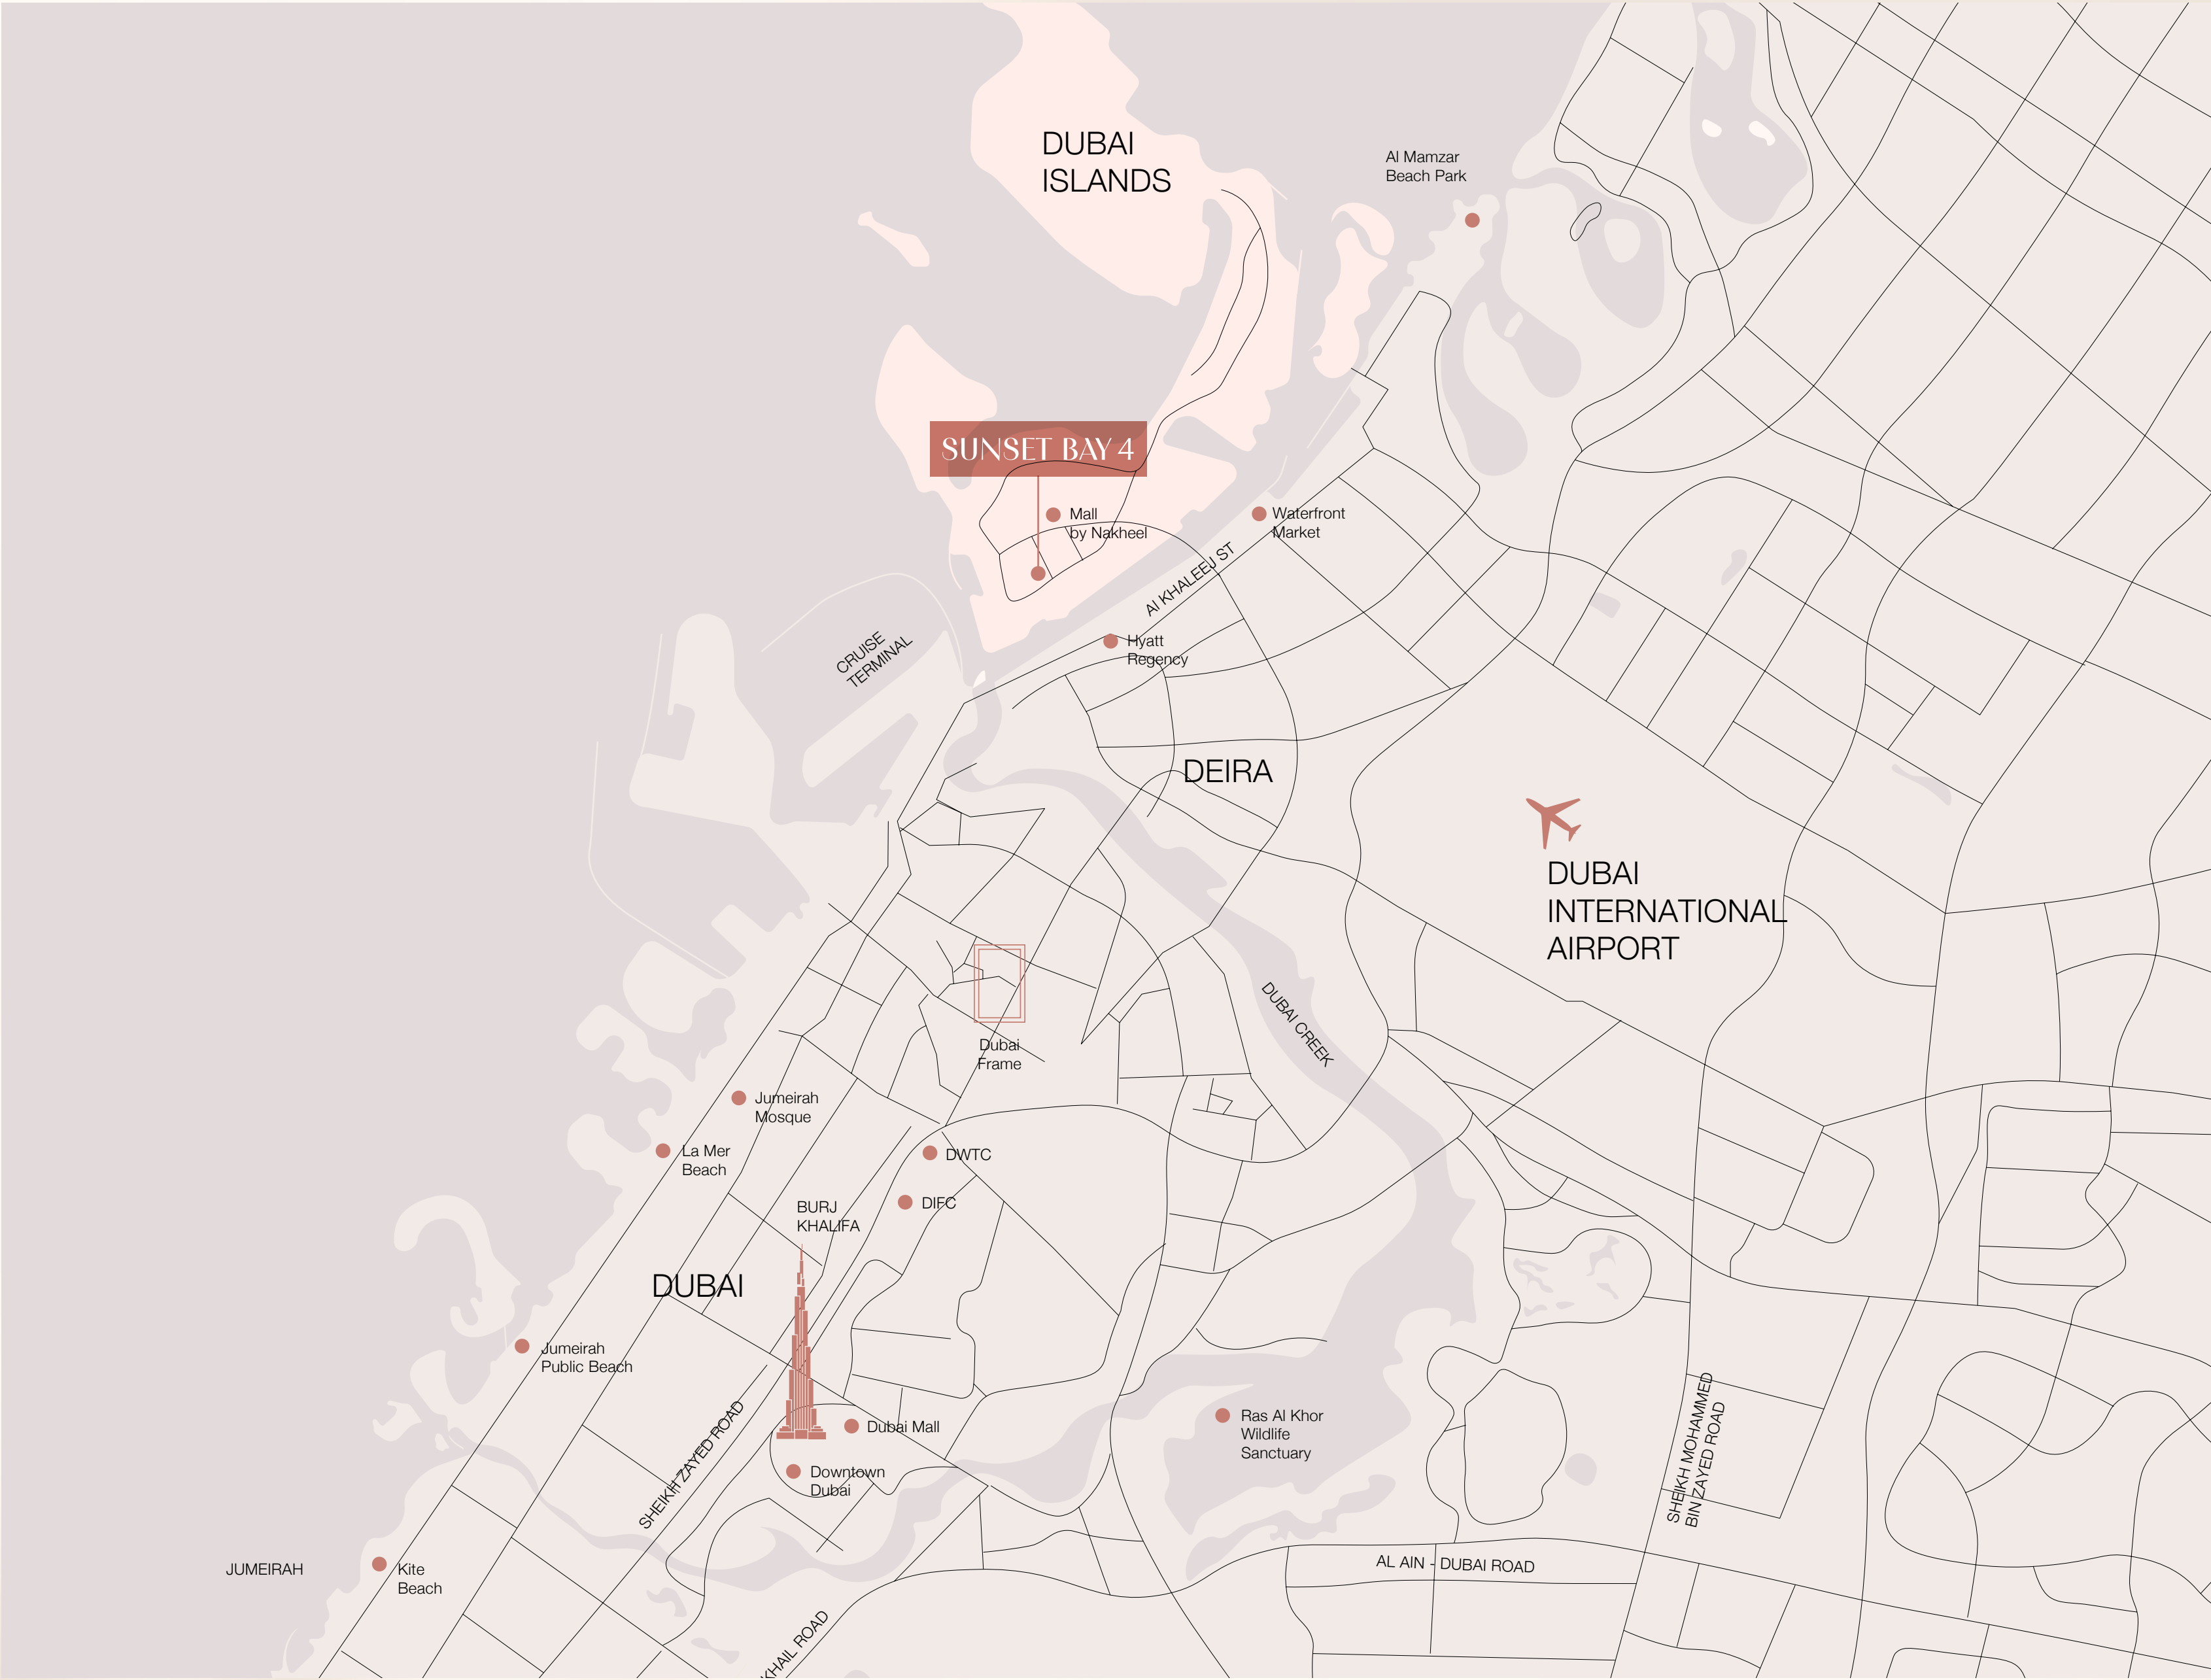 DUBAI
ISLANDS
Al Mamzar
Beach Park
SUNSET BAY 4
Mall
by Nakheel
Waterfront
Market
Al KHALEEJ ST
CRUISE
TERMINAL
Hyatt
Regency
DEIRA
DUBAI
INTERNATIONAL
AIRPORT
DUBAI CREEK
Dubai
Frame
Jumeirah
Mosque
La Mer
Beach
DWTC
DIFC
BURJ
KHALIFA
DUBAI
Jumeirah
Public Beach
SHEIKH ZAYED ROAD
Dubai Mall
Downtown
Dubai
Ras Al Khor
Wildlife
Sanctuary
SHEIKH MOHAMMED
BIN ZAYED ROAD
JUMEIRAH
Kite
Beach
AL AIN - DUBAI ROAD
KHAIL ROAD